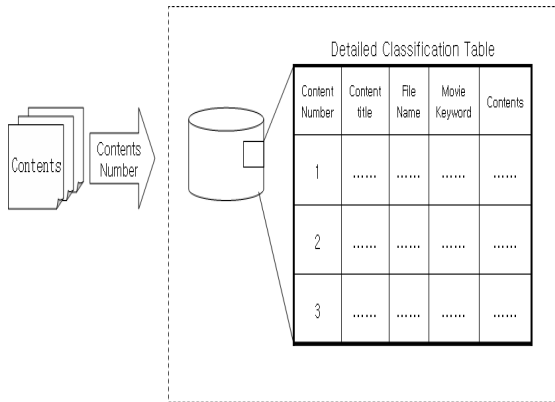 Detailed Classification Table
Content Number
Content title
File Name
Movie Keyword
Contents
1 ...... ...... ...... ......
2 ...... ...... ...... ......
3 ...... ...... ...... ......
Contents
Contents
Number